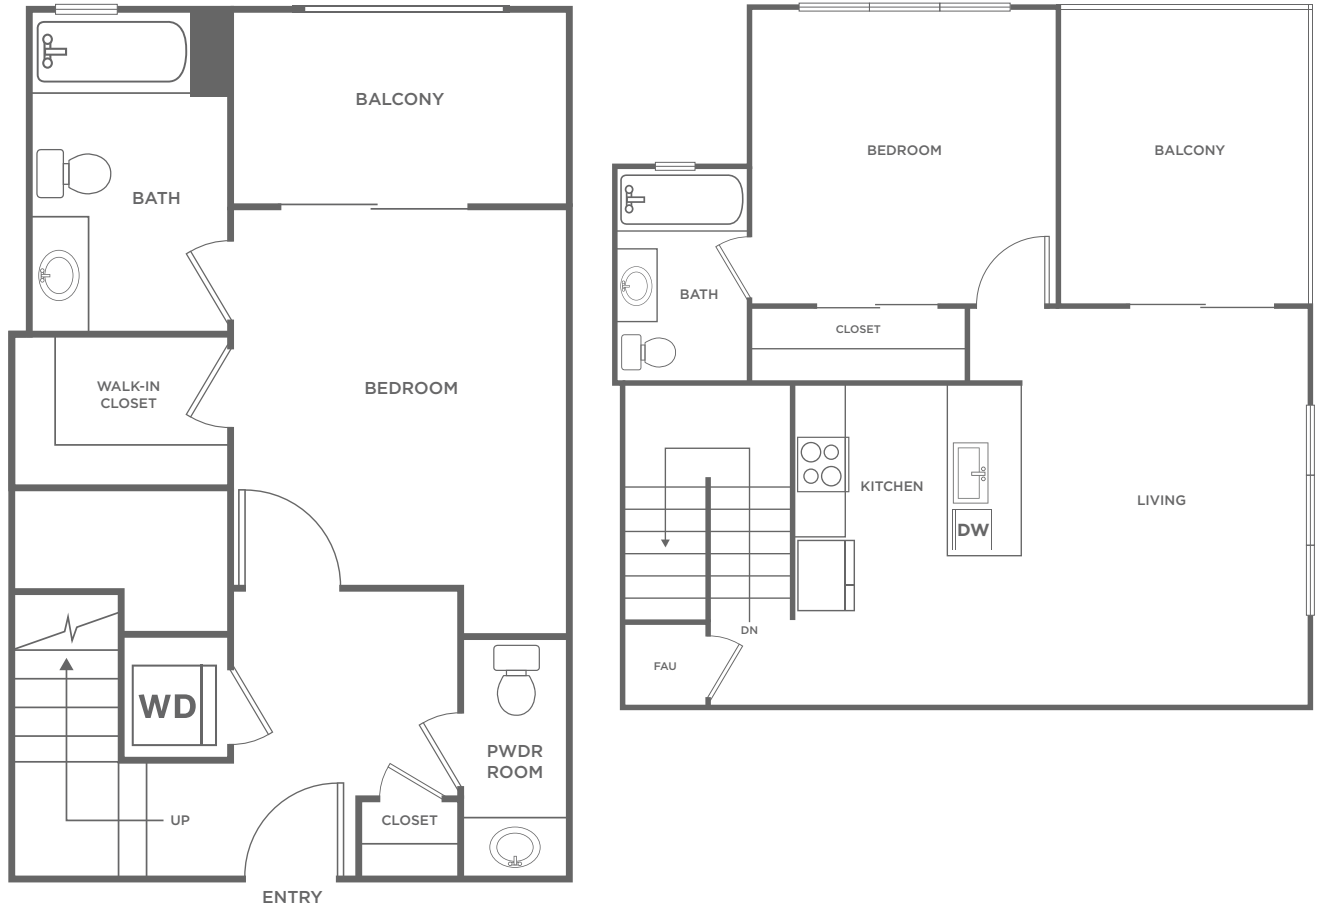 BALCONY
BATH
BEDROOM
WALK-IN
CLOSET
WD
PWDR
ROOM
UP
CLOSET
ENTRY
BEDROOM
BALCONY
BATH
CLOSET
KITCHEN
LIVING
DW
DN
FAU